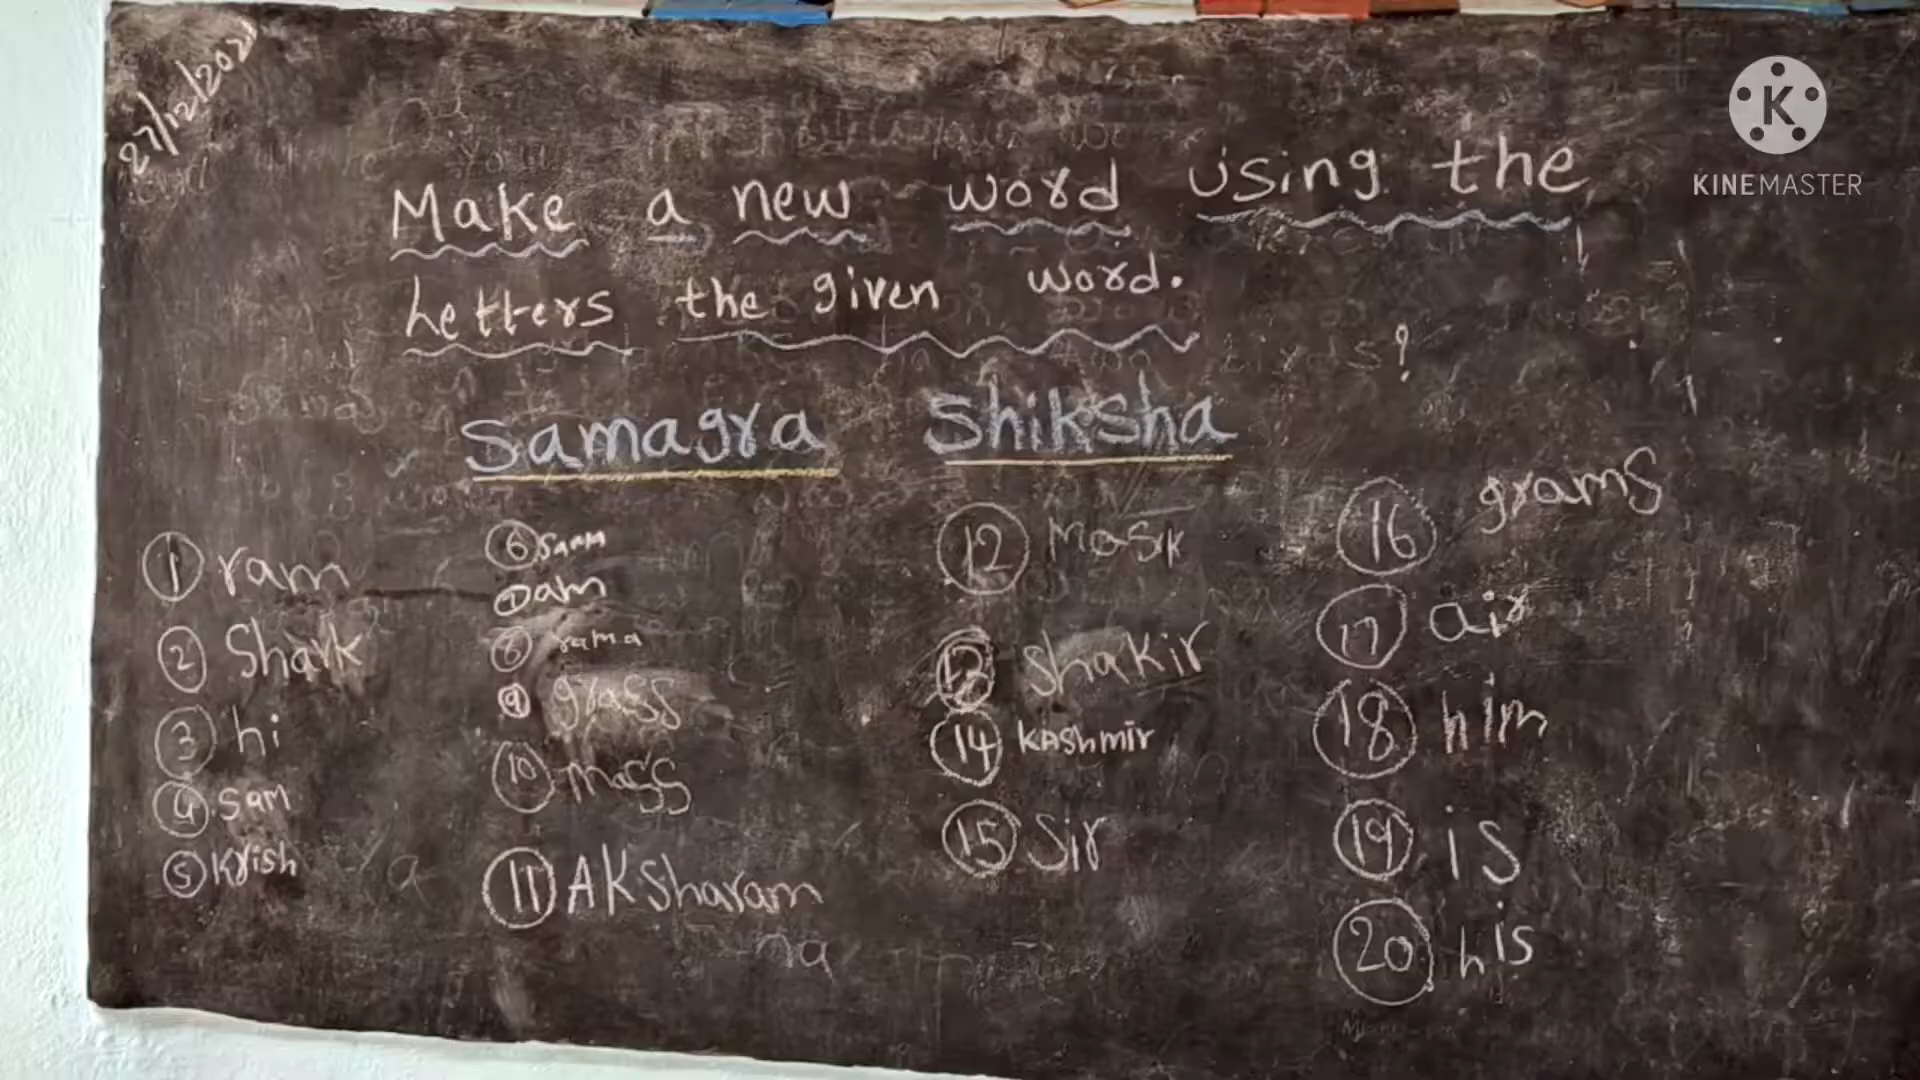 27/12/2021
KINEMASTER
Make a new word using the
Letters the given word.
Samagra Shiksha
1 ram
2 Shark
3 hi
4 Sam
5 Krish
6 Sam
7 am
8 rama
9 grass
10 mass
11 AKSharam
12 Mask
13 Shakir
14 KAShmir
15 Sir
16 grams
17 air
18 him
19 is
20 his